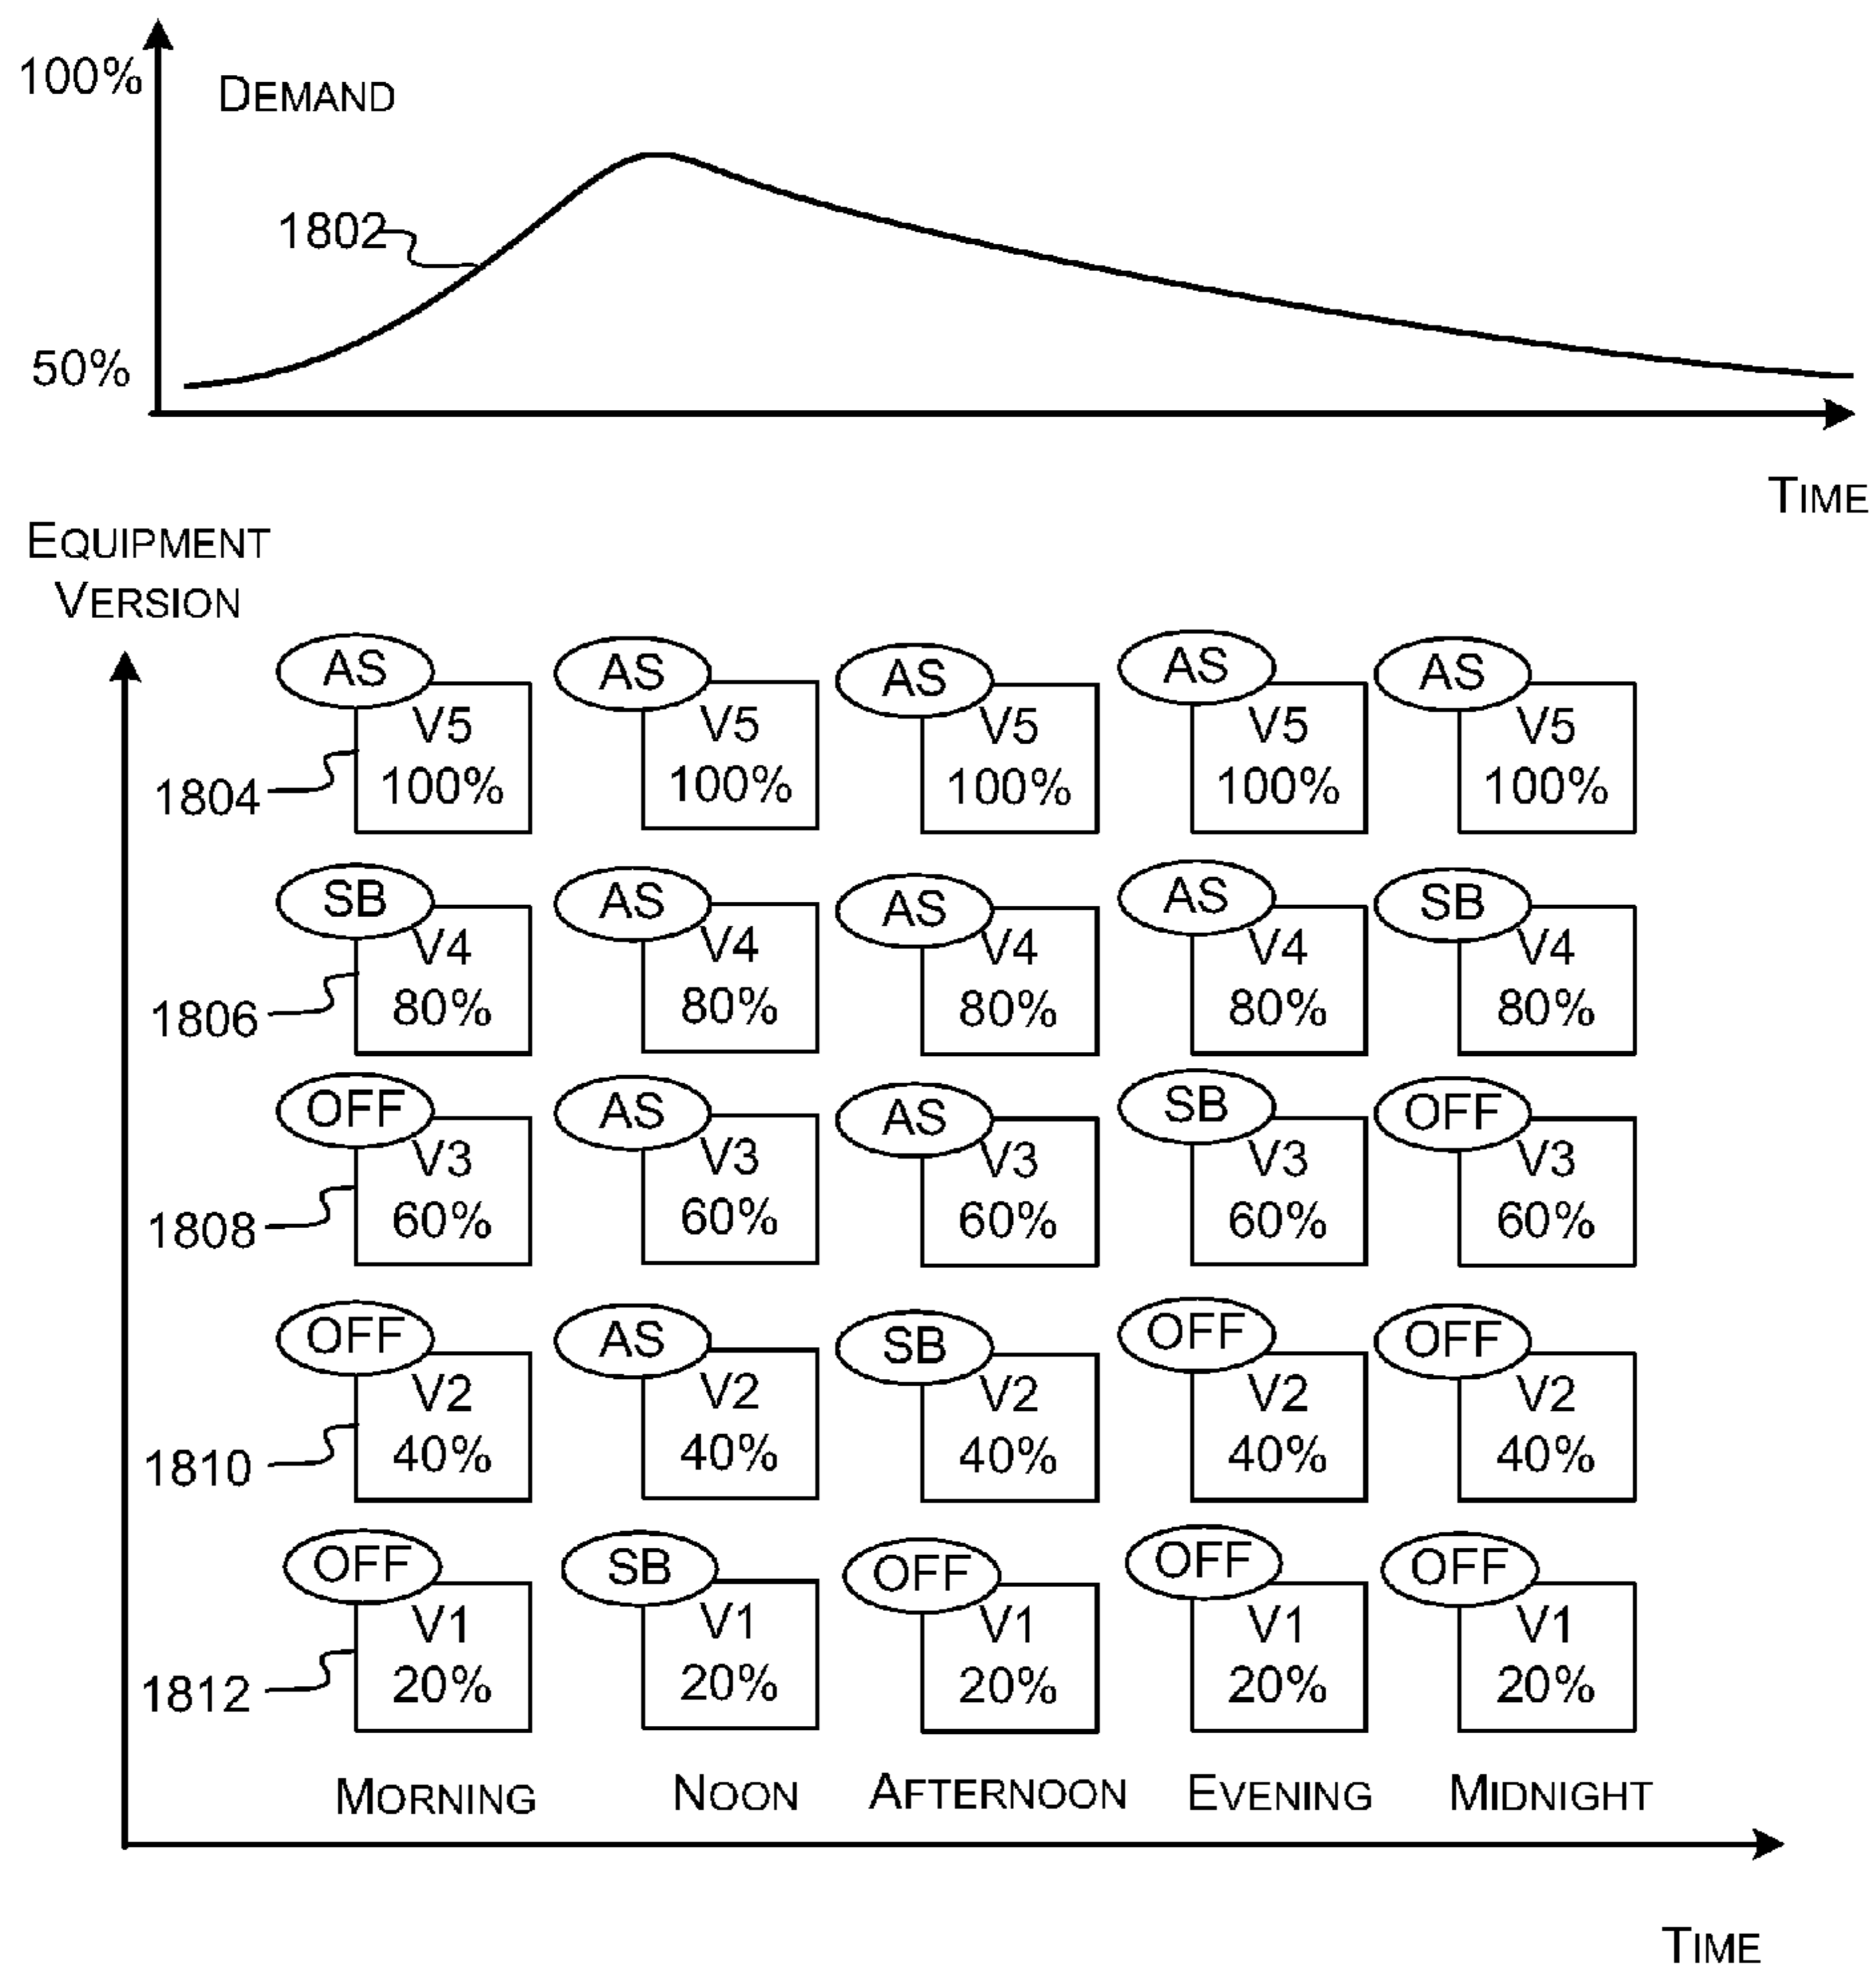 100%
DEMAND
1802
50%
TIME
EQUIPMENT
VERSION
AS AS AS AS AS
V5 V5 V5 V5 V5
1804 100% 100% 100% 100% 100%
SB AS AS AS SB
V4 V4 V4 V4 V4
1806 80% 80% 80% 80% 80%
OFF AS AS SB OFF
V3 V3 V3 V3 V3
1808 60% 60% 60% 60% 60%
OFF AS SB OFF OFF
V2 V2 V2 V2 V2
1810 40% 40% 40% 40% 40%
OFF SB OFF OFF OFF
V1 V1 V1 V1 V1
1812 20% 20% 20% 20% 20%
MORNING NOON AFTERNOON EVENING MIDNIGHT
TIME